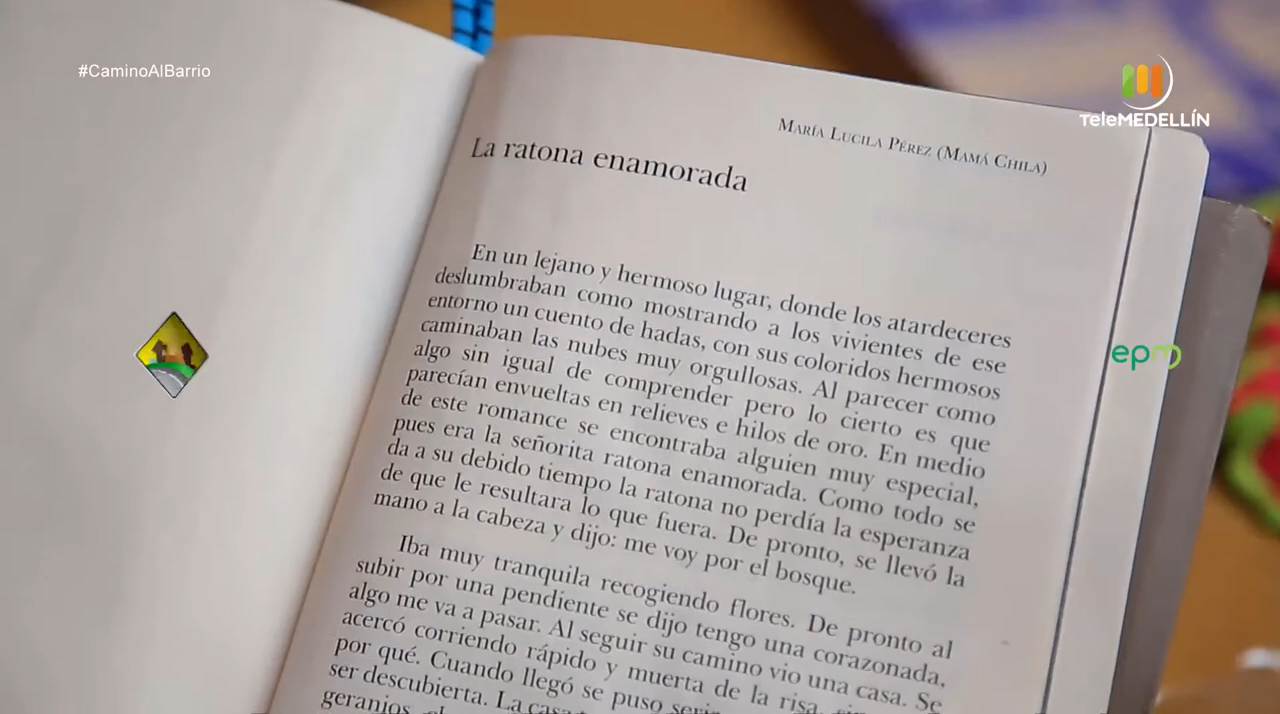 #CaminoAlBarrio
TeleMEDELLÍN
MARÍA LUCILA PÉREZ (MAMÁ CHILA)
La ratona enamorada
En un lejano y hermoso lugar, donde los atardeceres
deslumbraban como mostrando a los vivientes de ese
entorno un cuento de hadas, con sus coloridos hermosos
caminaban las nubes muy orgullosas. Al parecer como
algo sin igual de comprender pero lo cierto es que
parecían envueltas en relieves e hilos de oro. En medio
de este romance se encontraba alguien muy especial,
pues era la señorita ratona enamorada. Como todo se
da a su debido tiempo la ratona no perdía la esperanza
de que le resultara lo que fuera. De pronto, se llevó la
mano a la cabeza y dijo: me voy por el bosque.
Iba muy tranquila recogiendo flores. De pronto al
subir por una pendiente se dijo tengo una corazonada,
algo me va a pasar. Al seguir su camino vio una casa. Se
acercó corriendo rápido y muerta de la risa,
por qué. Cuando llegó se puso
ser descubierta. La casa
geranios
epm